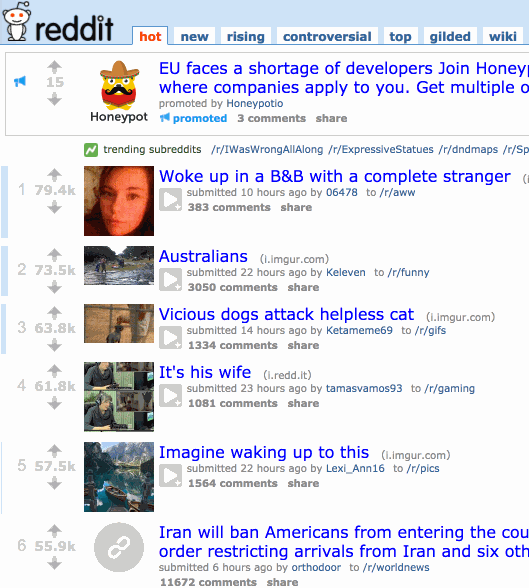 reddit hot new rising controversial top gilded wiki
15
Honeypot
EU faces a shortage of developers Join Honeyp
where companies apply to you. Get multiple o
promoted by Honeypotio
promoted 3 comments share
trending subreddits /r/IWasWrongAllAlong /r/ExpressiveStatues /r/dndmaps /r/Sp
1 79.4k
Woke up in a B&B with a complete stranger (i
submitted 10 hours ago by 06478 to /r/aww
383 comments share
2 73.5k
Australians (i.imgur.com)
submitted 22 hours ago by Keleven to /r/funny
3050 comments share
3 63.8k
Vicious dogs attack helpless cat (i.imgur.com)
submitted 14 hours ago by Ketameme69 to /r/gifs
1334 comments share
4 61.8k
It's his wife (i.redd.it)
submitted 23 hours ago by tamasvamos93 to /r/gaming
1081 comments share
5 57.5k
Imagine waking up to this (i.imgur.com)
submitted 22 hours ago by Lexi_Ann16 to /r/pics
1564 comments share
6 55.9k
Iran will ban Americans from entering the cou
order restricting arrivals from Iran and six oth
submitted 6 hours ago by orthodoor to /r/worldnews
11672 comments share